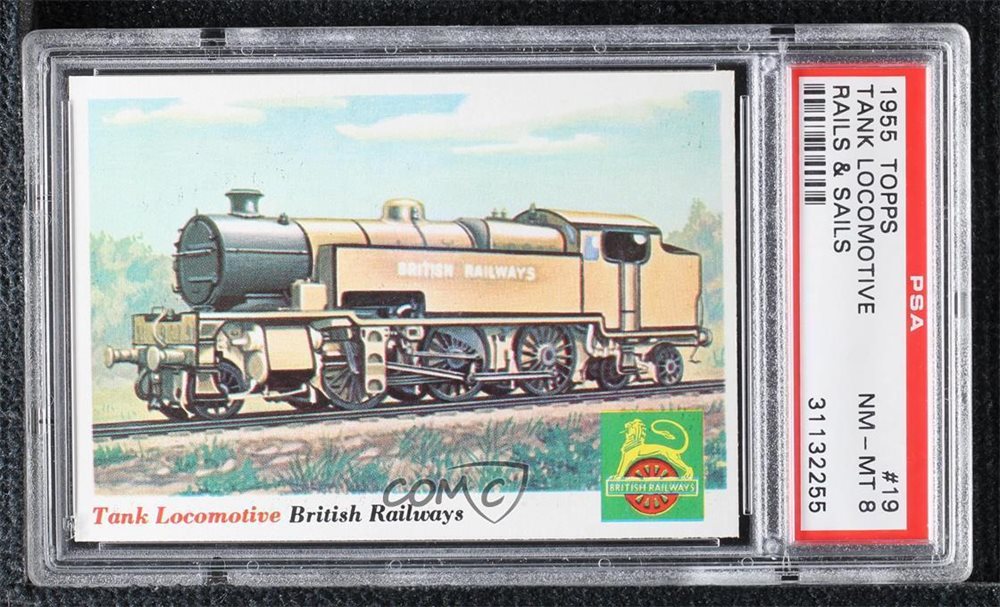 BRITISH RAILWAYS
BRITISH RAILWAYS
COMC
Tank Locomotive British Railways
PSA
1955 TOPPS #19
TANK LOCOMOTIVE NM-MT 8
RAILS & SAILS 31132255